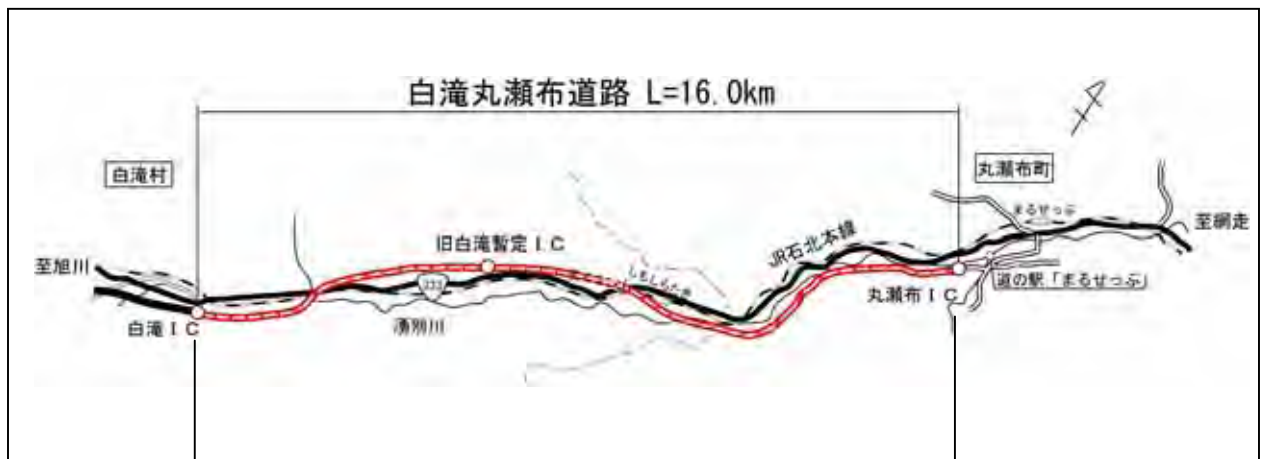 白滝丸瀬布道路 L=16.0km
白滝村
丸瀬布町
まるせっぷ
至網走
JR石北本線
旧白滝暫定IC
至旭川
しもしらたき
333
道の駅「まるせっぷ」
丸瀬布IC
湧別川
白滝IC